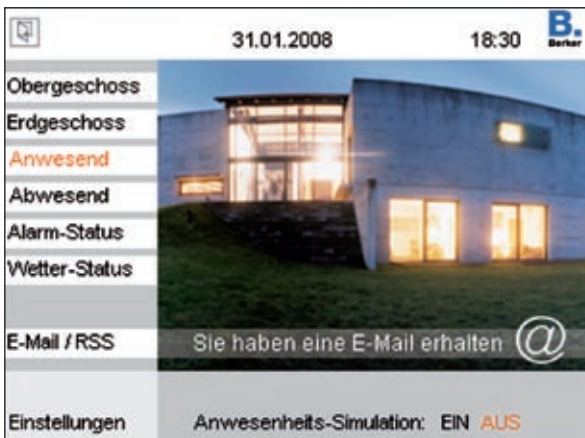 31.01.2008 18:30 B.
Berker
Obergeschoss
Erdgeschoss
Anwesend
Abwesend
Alarm-Status
Wetter-Status
E-Mail / RSS
Sie haben eine E-Mail erhalten @
Einstellungen
Anwesenheits-Simulation: EIN AUS